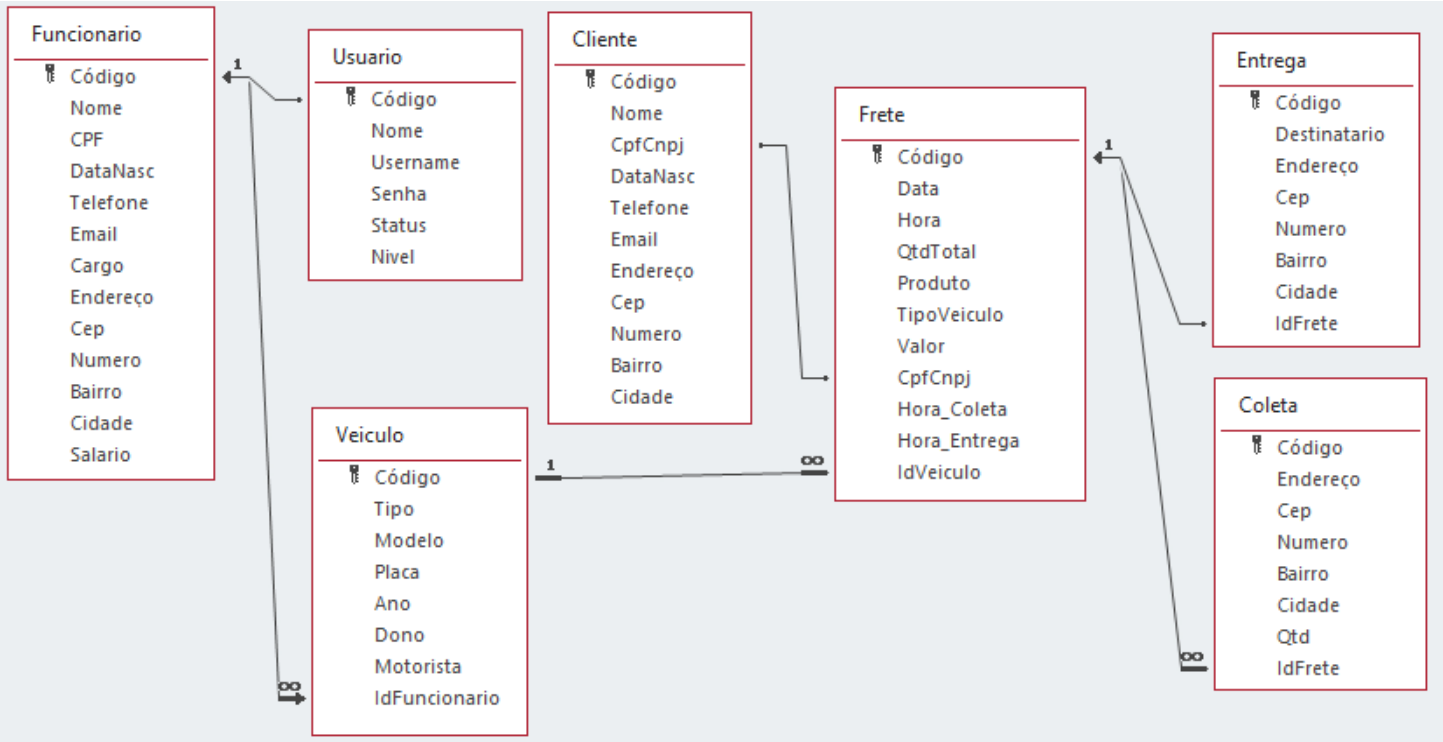 Funcionario
Código
Nome
CPF
DataNasc
Telefone
Email
Cargo
Endereço
Cep
Numero
Bairro
Cidade
Salario
1
Usuario
Código
Nome
Username
Senha
Status
Nivel
Veiculo
Código
Tipo
Modelo
Placa
Ano
Dono
Motorista
IdFuncionario
∞
1
∞
Cliente
Código
Nome
CpfCnpj
DataNasc
Telefone
Email
Endereço
Cep
Numero
Bairro
Cidade
Frete
Código
Data
Hora
QtdTotal
Produto
TipoVeiculo
Valor
CpfCnpj
Hora_Coleta
Hora_Entrega
IdVeiculo
1
Entrega
Código
Destinatario
Endereço
Cep
Numero
Bairro
Cidade
IdFrete
Coleta
Código
Endereço
Cep
Numero
Bairro
Cidade
Qtd
IdFrete
∞